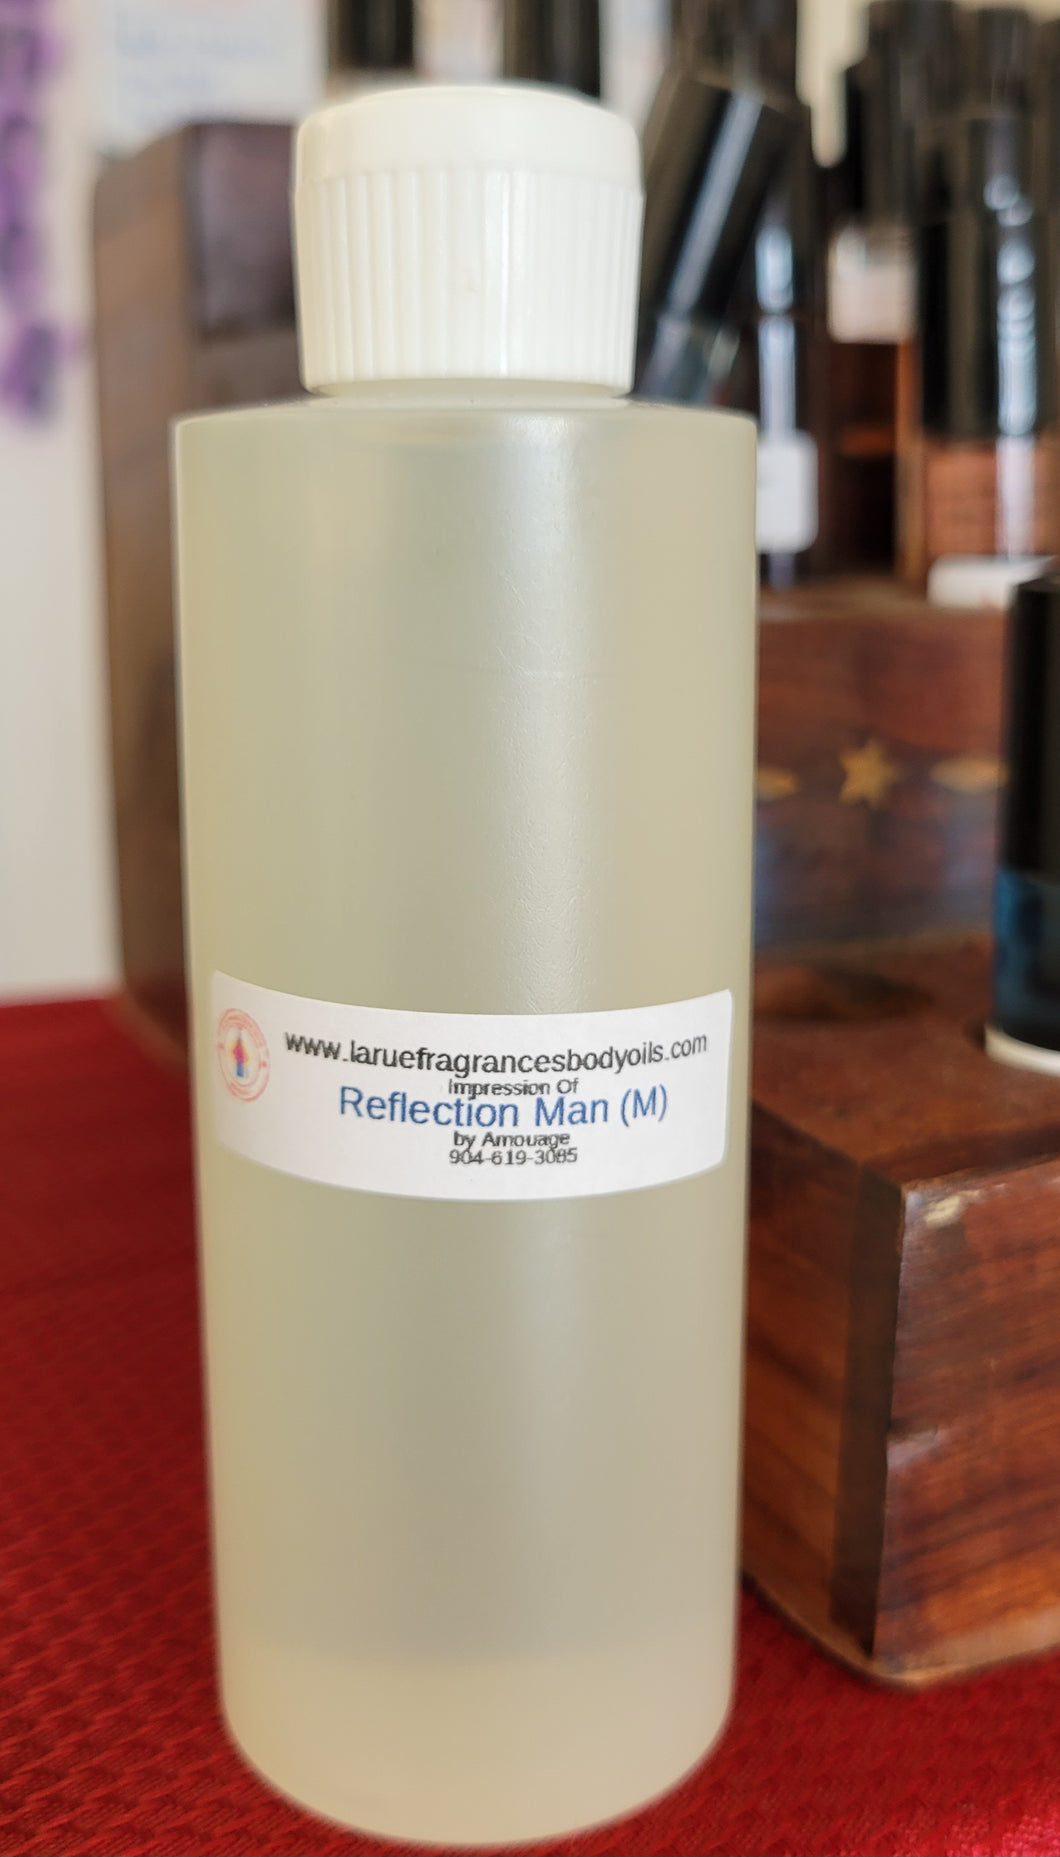 www.laruefragrancesbodyoils.com
Impression Of
Reflection Man (M)
by Amouage
904-619-3085